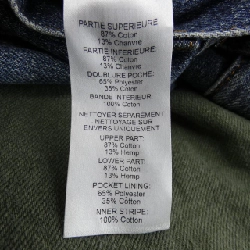 PARTIE SUPERIEURE
87% Coton
13% Chanvre
PARTIE INFERIEURE
87% Coton
13% Chanvre
DOUBLURE POCHE:
65% Polyester
35% Coton
BANDE INTERIEUR
100% Coton
NETTOYER SEPAREMENT
NETTOYAGE SUR
ENVERS UNIQUEMENT
UPPER PART:
87% Cotton
13% Hemp
LOWER PART:
87% Cotton
13% Hemp
POCKET LINING:
65% Polyester
35% Cotton
INNER STRIPE:
100% Cotton